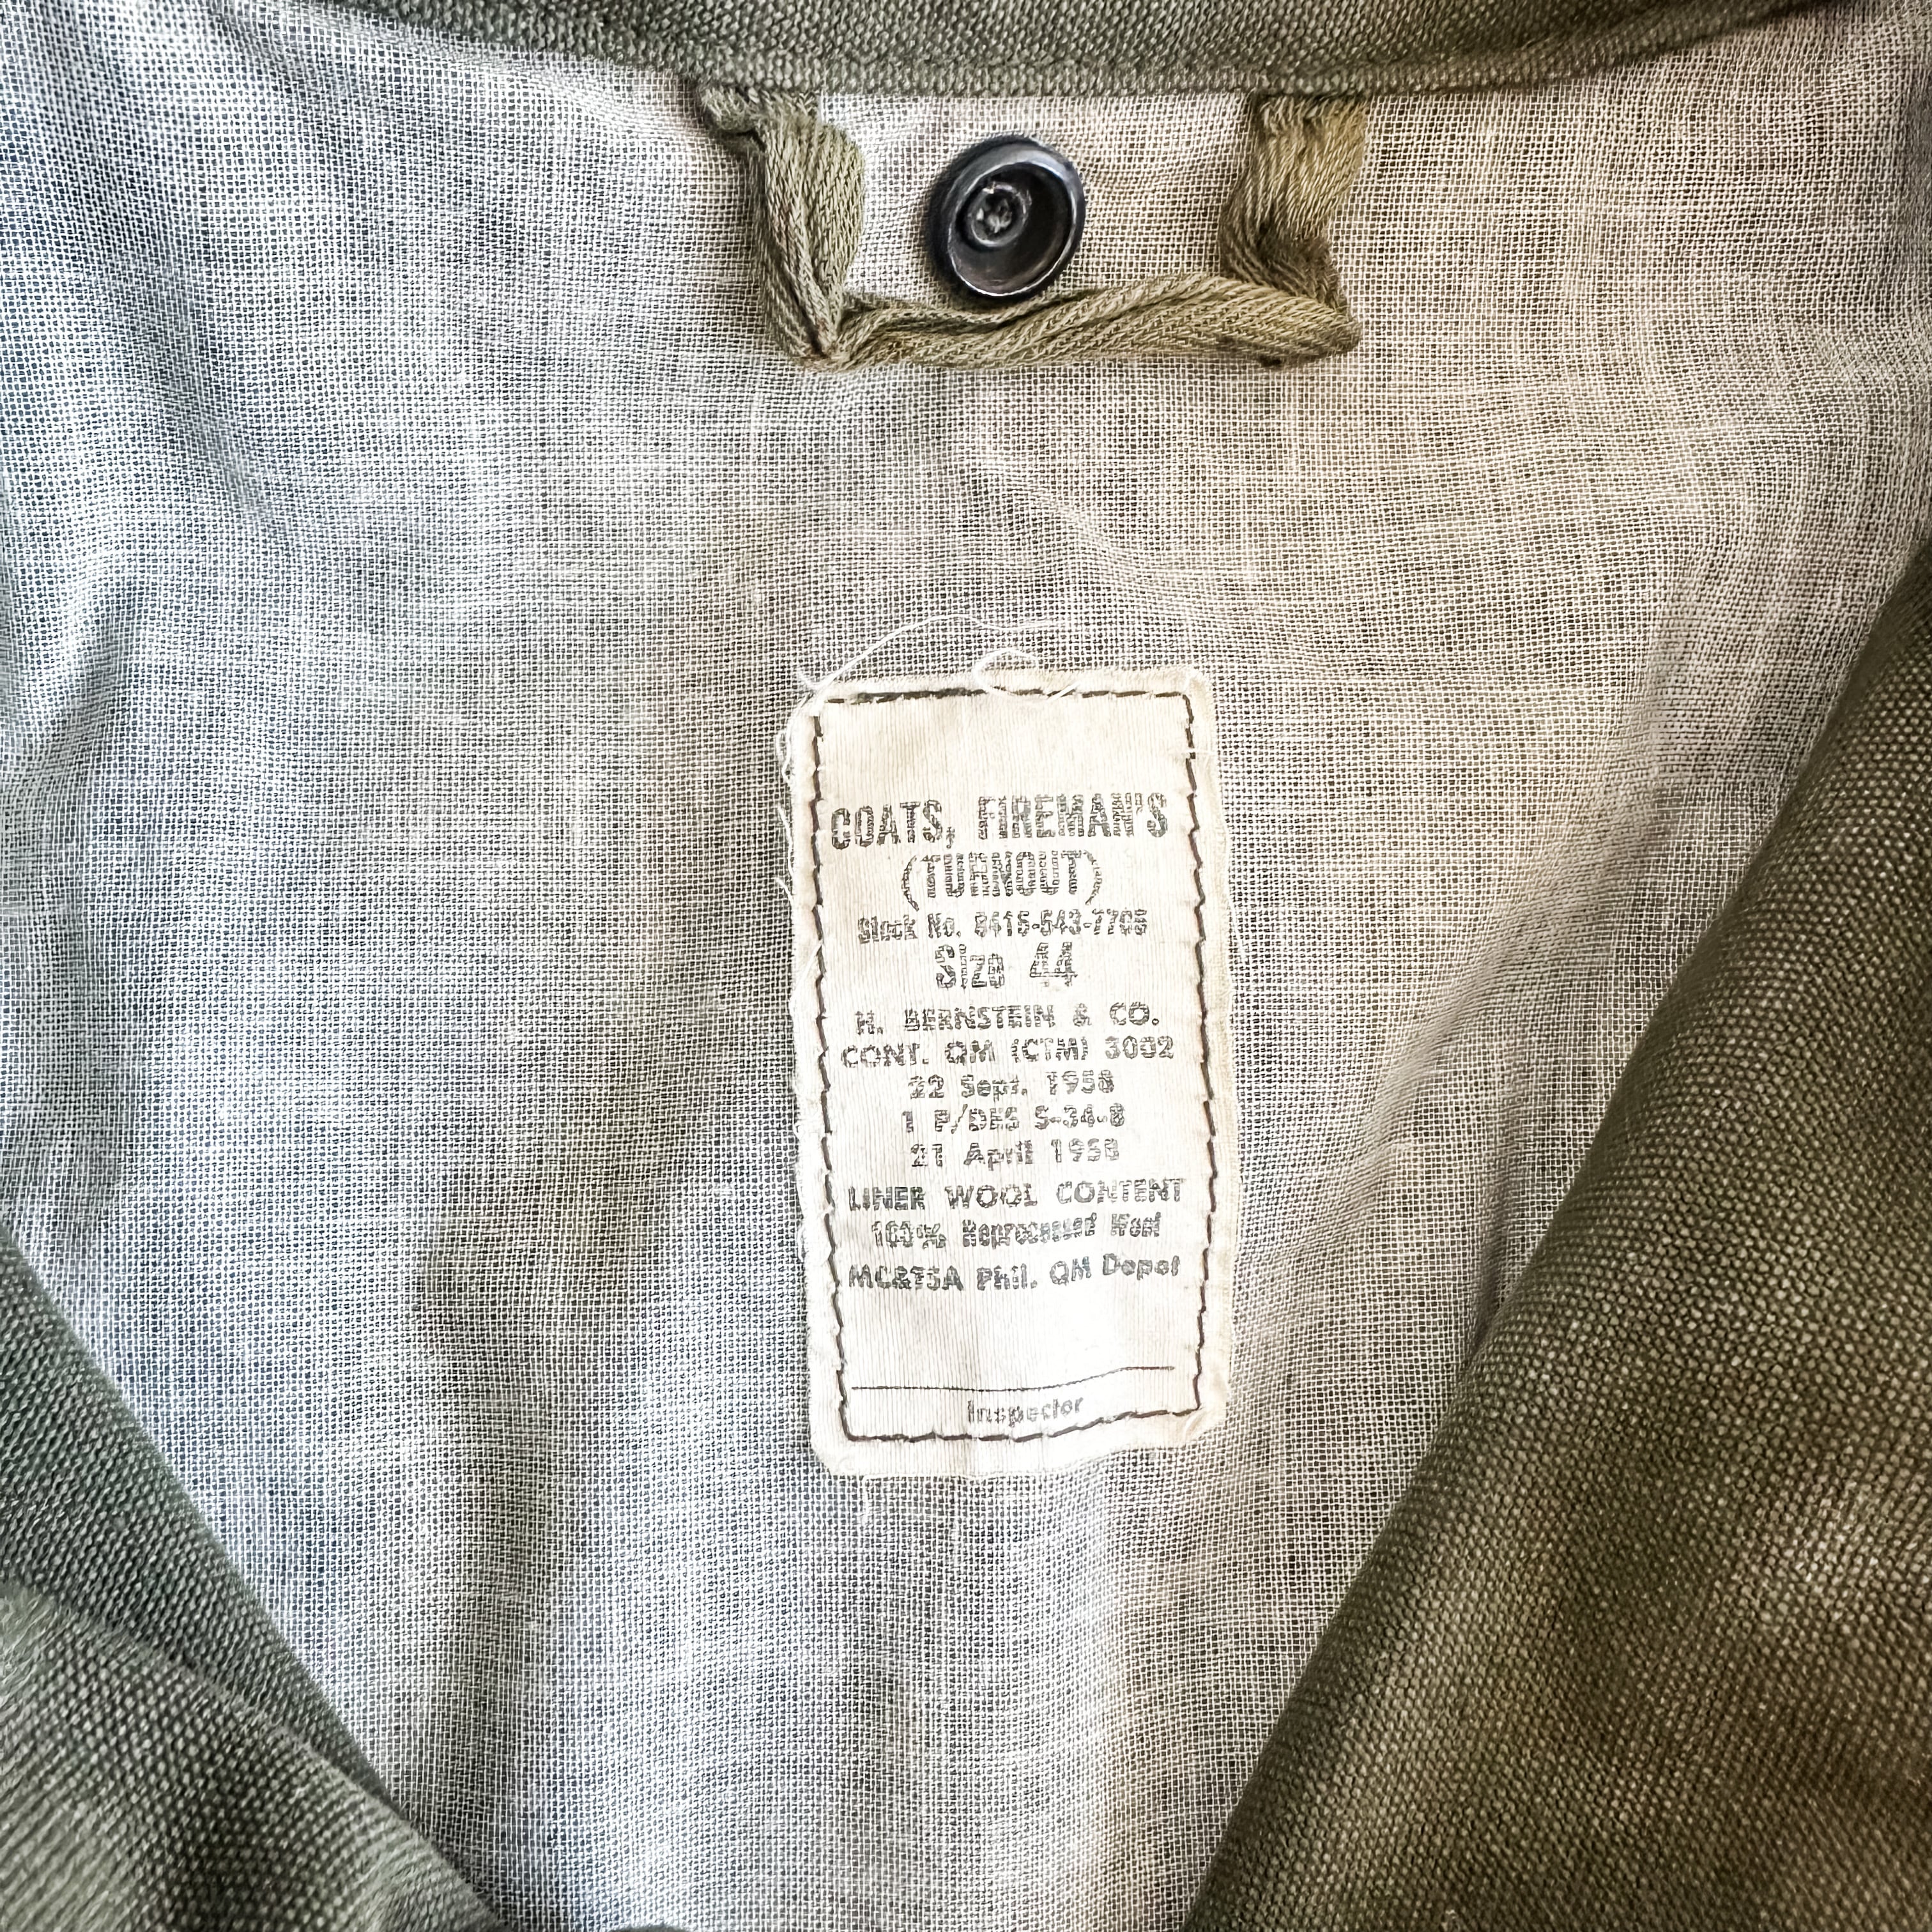 COATS, FIREMAN'S
(TURNOUT)
Stock No. 8415-543-7705
Size 44
H. BERNSTEIN & CO.
CONT. QM (CTM) 3002
22 Sept. 1958
1 P/DES S-34-8
21 April 1958
LINER WOOL CONTENT
100% Reprocessed Wool
MC&TSA Phil. QM Depot
Inspector